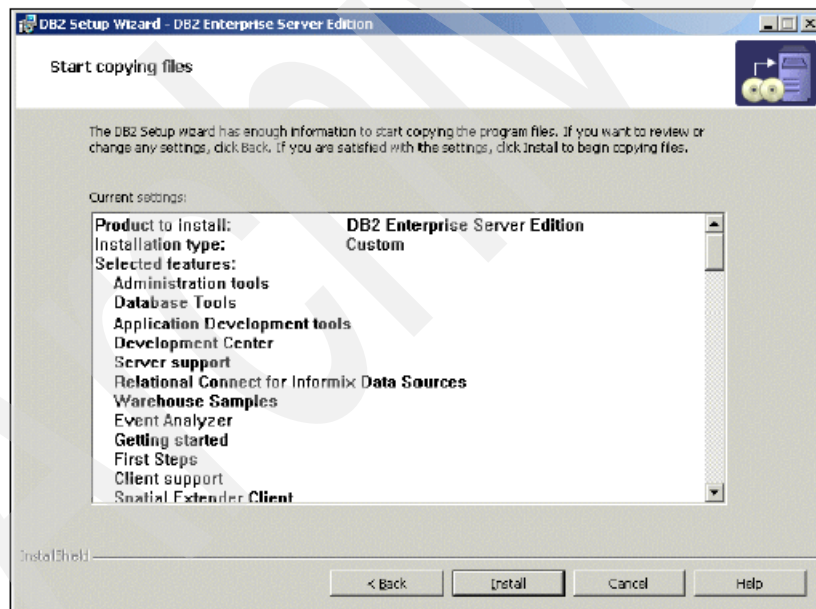 DB2 Setup Wizard - DB2 Enterprise Server Edition
Start copying files
The DB2 Setup wizard has enough information to start copying the program files. If you want to review or
change any settings, click Back. If you are satisfied with the settings, click Install to begin copying files.
Current settings:
Product to install: DB2 Enterprise Server Edition
Installation type: Custom
Selected features:
Administration tools
Database Tools
Application Development tools
Development Center
Server support
Relational Connect for Informix Data Sources
Warehouse Samples
Event Analyzer
Getting started
First Steps
Client support
Spatial Extender Client
InstallShield
< Back Install Cancel Help